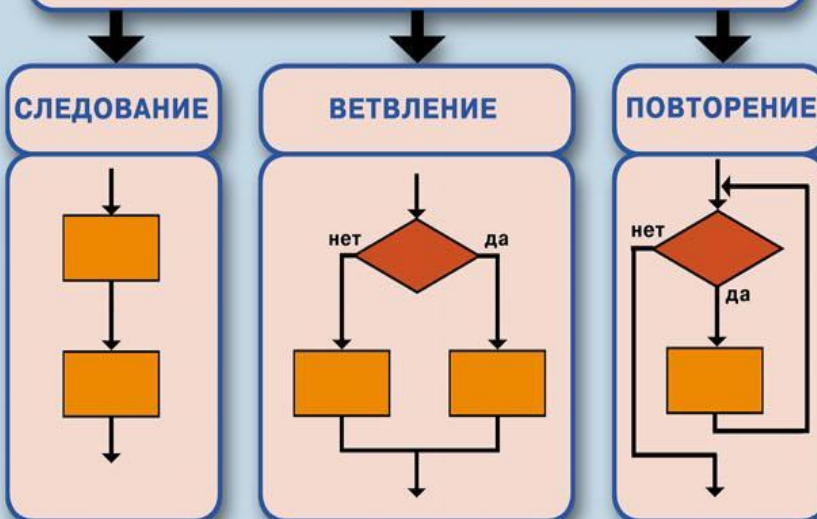 СЛЕДОВАНИЕ
ВЕТВЛЕНИЕ
ПОВТОРЕНИЕ
нет
да
нет
да